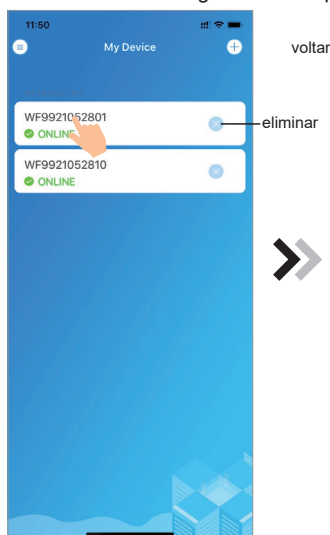 11:50
My Device
voltar
WF9921052801
ONLINE
eliminar
WF9921052810
ONLINE